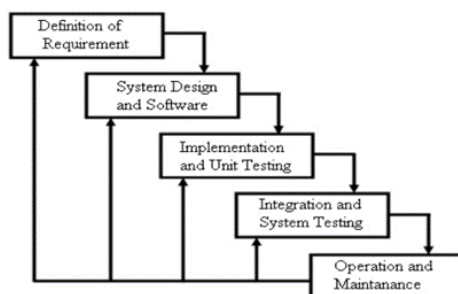 Definition of
Requirement
System Design
and Software
Implementation
and Unit Testing
Integration and
System Testing
Operation and
Maintanance